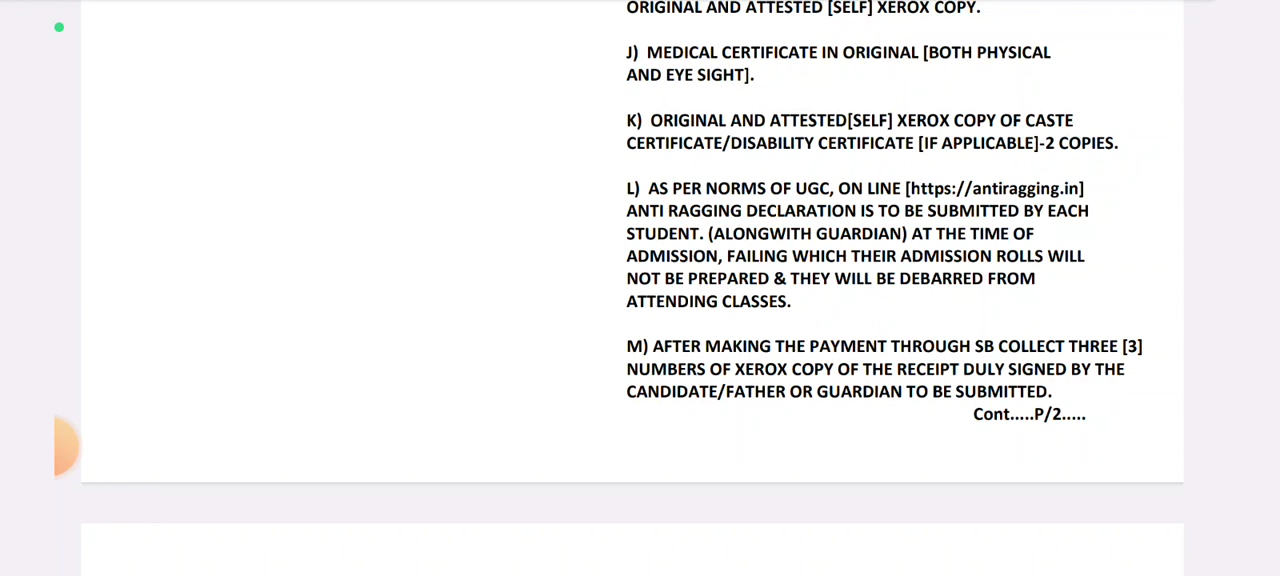 ORIGINAL AND ATTESTED [SELF] XEROX COPY.
J) MEDICAL CERTIFICATE IN ORIGINAL [BOTH PHYSICAL
AND EYE SIGHT].
K) ORIGINAL AND ATTESTED[SELF] XEROX COPY OF CASTE
CERTIFICATE/DISABILITY CERTIFICATE [IF APPLICABLE]-2 COPIES.
L) AS PER NORMS OF UGC, ON LINE [https://antiragging.in]
ANTI RAGGING DECLARATION IS TO BE SUBMITTED BY EACH
STUDENT. (ALONGWITH GUARDIAN) AT THE TIME OF
ADMISSION, FAILING WHICH THEIR ADMISSION ROLLS WILL
NOT BE PREPARED & THEY WILL BE DEBARRED FROM
ATTENDING CLASSES.
M) AFTER MAKING THE PAYMENT THROUGH SB COLLECT THREE [3]
NUMBERS OF XEROX COPY OF THE RECEIPT DULY SIGNED BY THE
CANDIDATE/FATHER OR GUARDIAN TO BE SUBMITTED.
Cont.....P/2.....